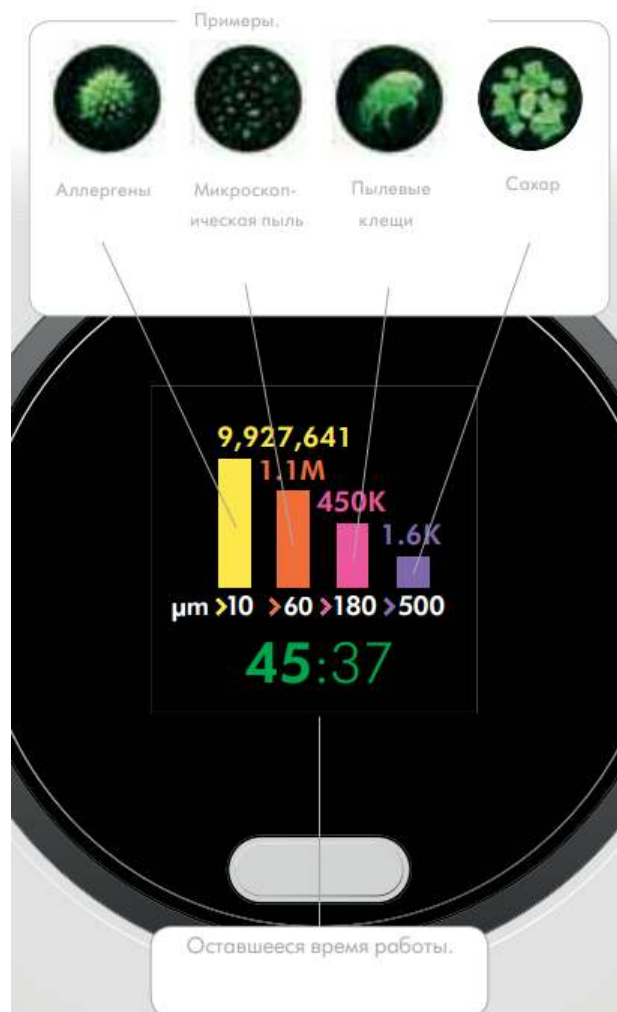 Примеры.
Аллергены
Микроскоп-
ическая пыль
Пылевые
клещи
Сахар
9,927,641
1.1M
450K
1.6K
µm >10 >60 >180 >500
45:37
Оставшееся время работы.